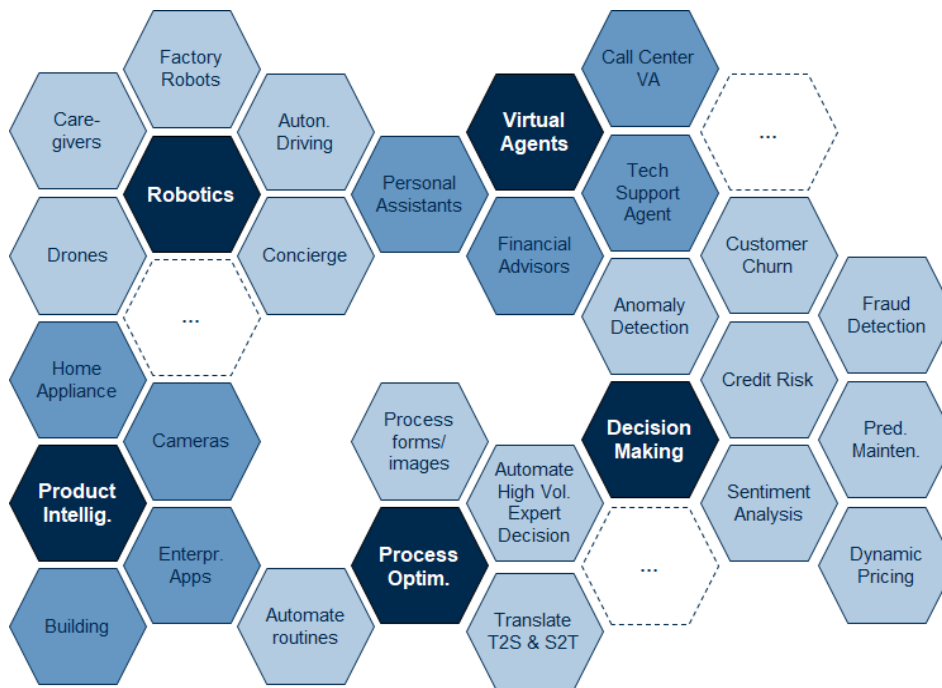 Factory
Robots
Care-
givers
Auton.
Driving
Robotics
Drones
Concierge
...
Personal
Assistants
Virtual
Agents
Call Center
VA
...
Tech
Support
Agent
Financial
Advisors
Customer
Churn
Anomaly
Detection
Fraud
Detection
Credit Risk
Decision
Making
Pred.
Mainten.
Sentiment
Analysis
Dynamic
Pricing
...
Home
Appliance
Cameras
Product
Intellig.
Enterpr.
Apps
Building
Process
forms/
images
Automate
High Vol.
Expert
Decision
Process
Optim.
Automate
routines
Translate
T2S & S2T